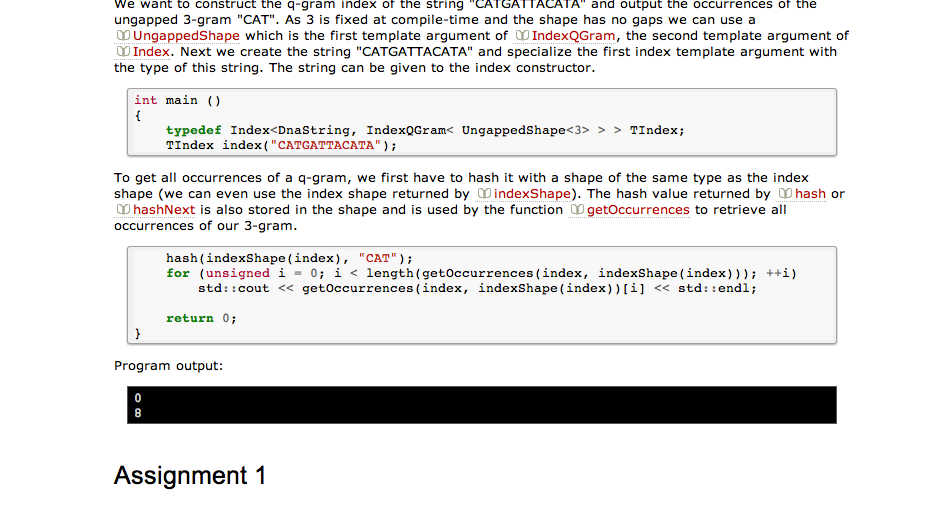 We want to construct the q-gram index of the string "CATGATTACATA" and output the occurrences of the
ungapped 3-gram "CAT". As 3 is fixed at compile-time and the shape has no gaps we can use a
UngappedShape which is the first template argument of IndexQGram, the second template argument of
Index. Next we create the string "CATGATTACATA" and specialize the first index template argument with
the type of this string. The string can be given to the index constructor.
int main ()
{
    typedef Index<DnaString, IndexQGram< UngappedShape<3> > > TIndex;
    TIndex index("CATGATTACATA");
To get all occurrences of a q-gram, we first have to hash it with a shape of the same type as the index
shape (we can even use the index shape returned by indexShape). The hash value returned by hash or
hashNext is also stored in the shape and is used by the function getOccurrences to retrieve all
occurrences of our 3-gram.
    hash(indexShape(index), "CAT");
    for (unsigned i = 0; i < length(getOccurrences(index, indexShape(index))); ++i)
        std::cout << getOccurrences(index, indexShape(index))[i] << std::endl;
    return 0;
}
Program output:
0
8
Assignment 1